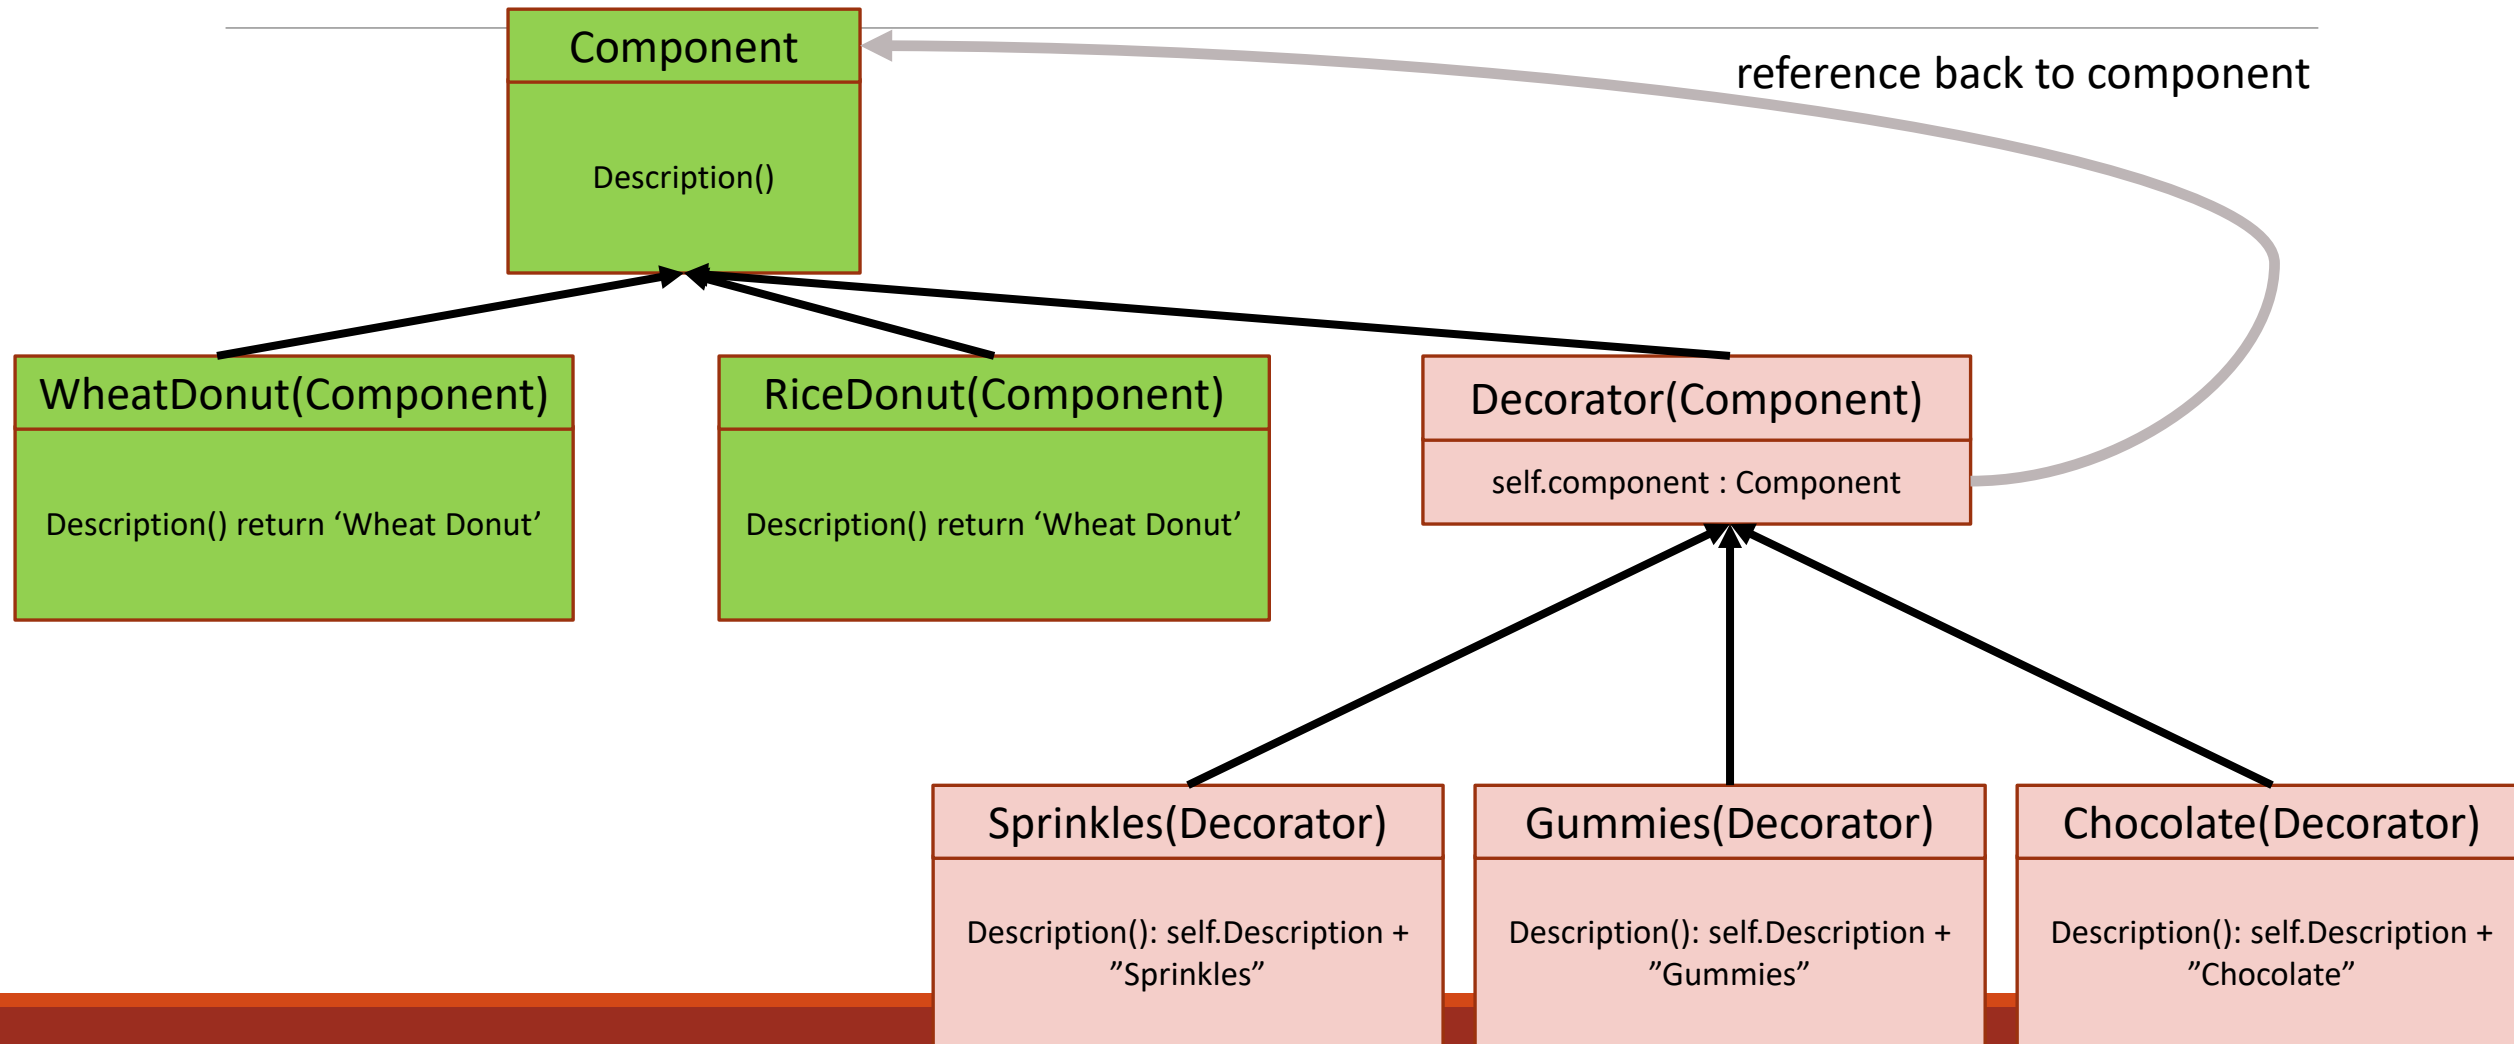 Component
reference back to component
Description()
WheatDonut(Component)
RiceDonut(Component)
Decorator(Component)
self.component : Component
Description() return ‘Wheat Donut’
Description() return ‘Wheat Donut’
Sprinkles(Decorator)
Gummies(Decorator)
Chocolate(Decorator)
Description(): self.Description +
”Sprinkles”
Description(): self.Description +
”Gummies”
Description(): self.Description +
”Chocolate”